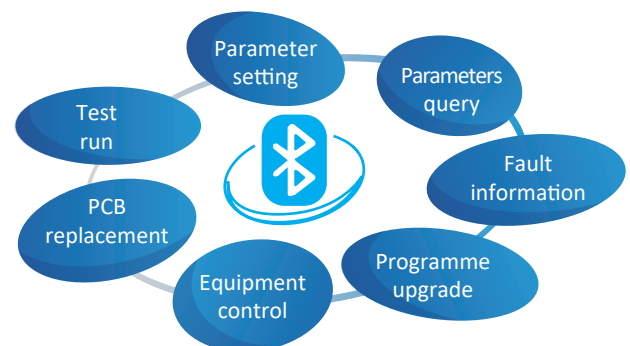 Parameter
setting
Parameters
query
Test
run
Fault
information
PCB
replacement
Programme
upgrade
Equipment
control